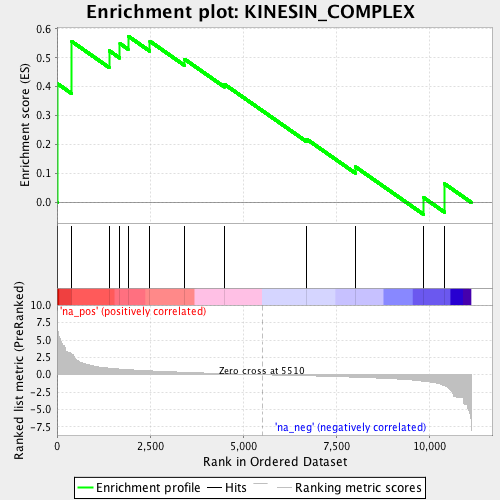 Enrichment plot: KINESIN_COMPLEX
Enrichment score (ES)
0.6
0.5
0.4
0.3
0.2
0.1
0.0
'na_pos' (positively correlated)
Ranked list metric (PreRanked)
10.0
7.5
5.0
2.5
0.0
-2.5
-5.0
-7.5
Zero cross at 5510
'na_neg' (negatively correlated)
0
2,500
5,000
7,500
10,000
Rank in Ordered Dataset
Enrichment profile
Hits
Ranking metric scores